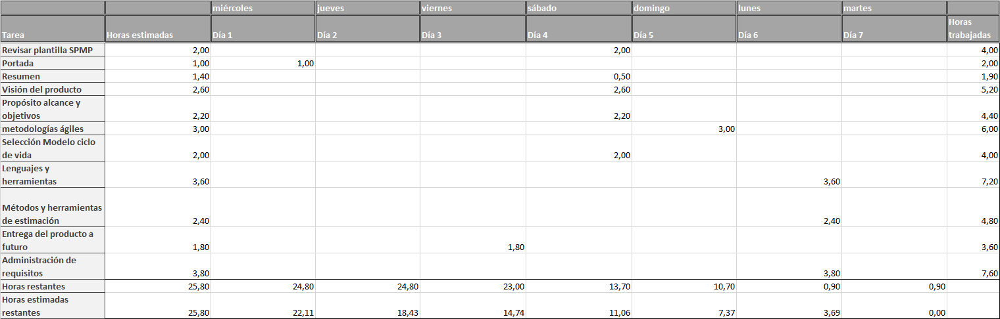 miércoles jueves viernes sábado domingo lunes martes
Tarea Horas estimadas Día 1 Día 2 Día 3 Día 4 Día 5 Día 6 Día 7 Horas
trabajadas
Revisar plantilla SPMP 2,00 2,00 4,00
Portada 1,00 1,00 2,00
Resumen 1,40 0,50 1,90
Visión del producto 2,60 2,60 5,20
Propósito alcance y
objetivos 2,20 2,20 4,40
metodologías ágiles 3,00 3,00 6,00
Selección Modelo ciclo
de vida 2,00 2,00 4,00
Lenguajes y
herramientas 3,60 3,60 7,20
Métodos y herramientas
de estimación 2,40 2,40 4,80
Entrega del producto a
futuro 1,80 1,80 3,60
Administración de
requisitos 3,80 3,80 7,60
Horas restantes 25,80 24,80 24,80 23,00 13,70 10,70 0,90 0,90
Horas estimadas
restantes 25,80 22,11 18,43 14,74 11,06 7,37 3,69 0,00